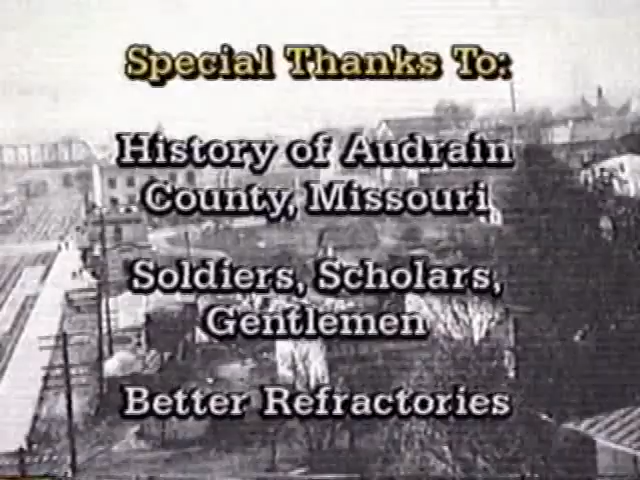 Special Thanks To:
History of Audrain
County, Missouri
Soldiers, Scholars,
Gentlemen
Better Refractories